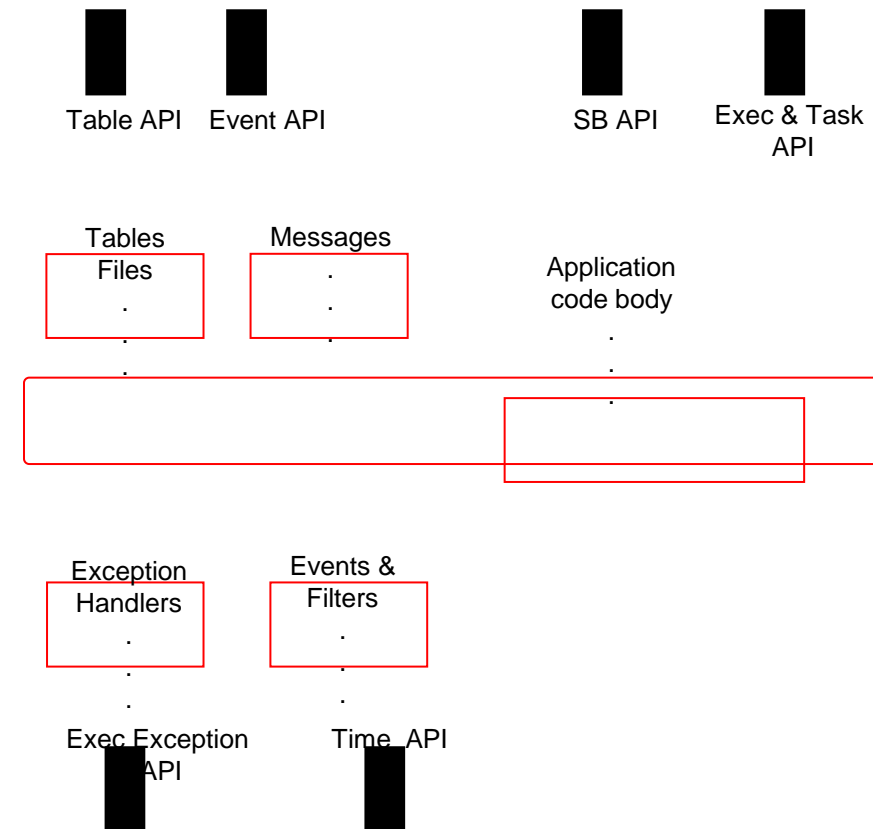 Table API
Event API
SB API
Exec & Task
API
Tables
Files
.
.
.
Messages
.
.
.
Application
code body
.
.
.
Exception
Handlers
.
.
.
Events &
Filters
.
.
.
Exec Exception
API
Time API